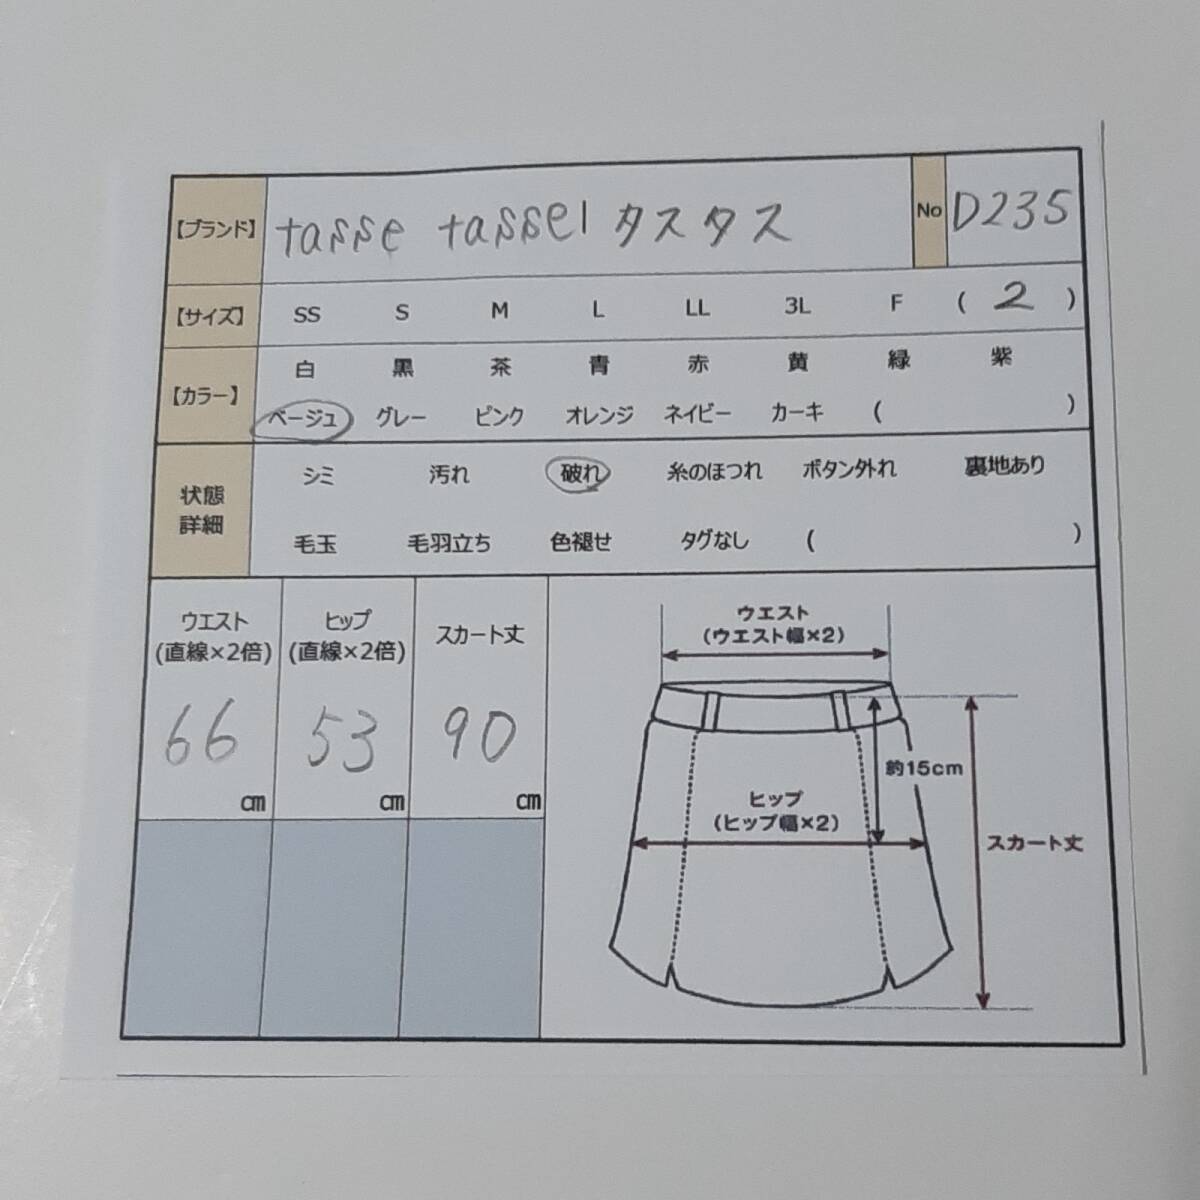 【ブランド】 tasse tassel タスタス No D235
【サイズ】 SS S M L LL 3L F ( 2 )
【カラー】 白 黒 茶 青 赤 黄 緑 紫
ベージュ グレー ピンク オレンジ ネイビー カーキ ( )
状態
詳細
シミ 汚れ 破れ 糸のほつれ ボタン外れ 裏地あり
毛玉 毛羽立ち 色褪せ タグなし ( )
ウエスト
(直線×2倍)
66
cm
ヒップ
(直線×2倍)
53
cm
スカート丈
90
cm
ウエスト
(ウエスト幅×2)
約15cm
ヒップ
(ヒップ幅×2)
スカート丈